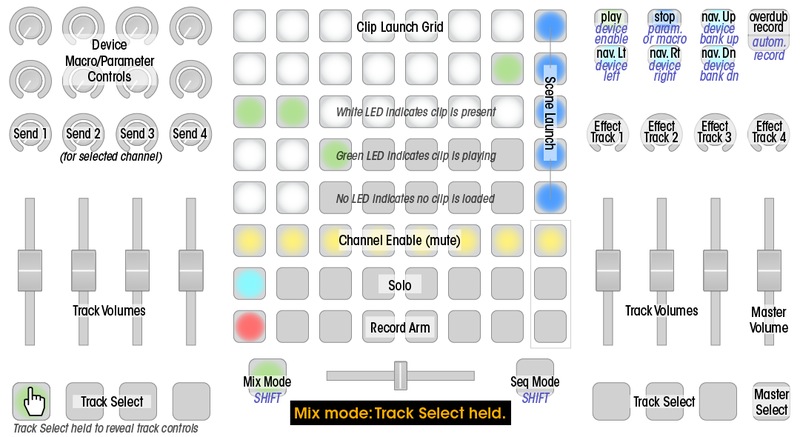 Device
Macro/Parameter
Controls
Send 1 Send 2 Send 3 Send 4
(for selected channel)
Track Volumes
Track Select
Track Select held to reveal track controls
Clip Launch Grid
White LED indicates clip is present
Green LED indicates clip is playing
No LED indicates no clip is loaded
Scene Launch
Channel Enable (mute)
Solo
Record Arm
Mix Mode
SHIFT
Seq Mode
SHIFT
Mix mode: Track Select held.
play
device
enable
stop
param.
or macro
nav. Up
device
bank up
overdub
record
autom.
record
nav. Lt
device
left
nav. Rt
device
right
nav. Dn
device
bank dn
Effect
Track 1
Effect
Track 2
Effect
Track 3
Effect
Track 4
Track Volumes
Master
Volume
Track Select
Master
Select